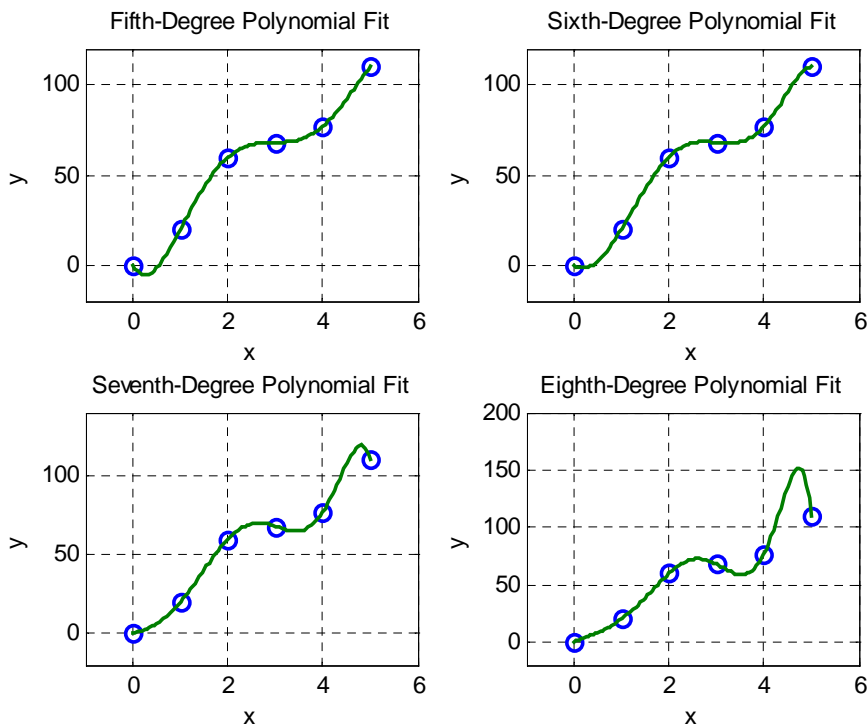 Fifth-Degree Polynomial Fit
100
50
0
y
0 2 4 6
x
Sixth-Degree Polynomial Fit
100
50
0
y
0 2 4 6
x
Seventh-Degree Polynomial Fit
100
50
0
y
0 2 4 6
x
Eighth-Degree Polynomial Fit
200
150
100
50
0
y
0 2 4 6
x